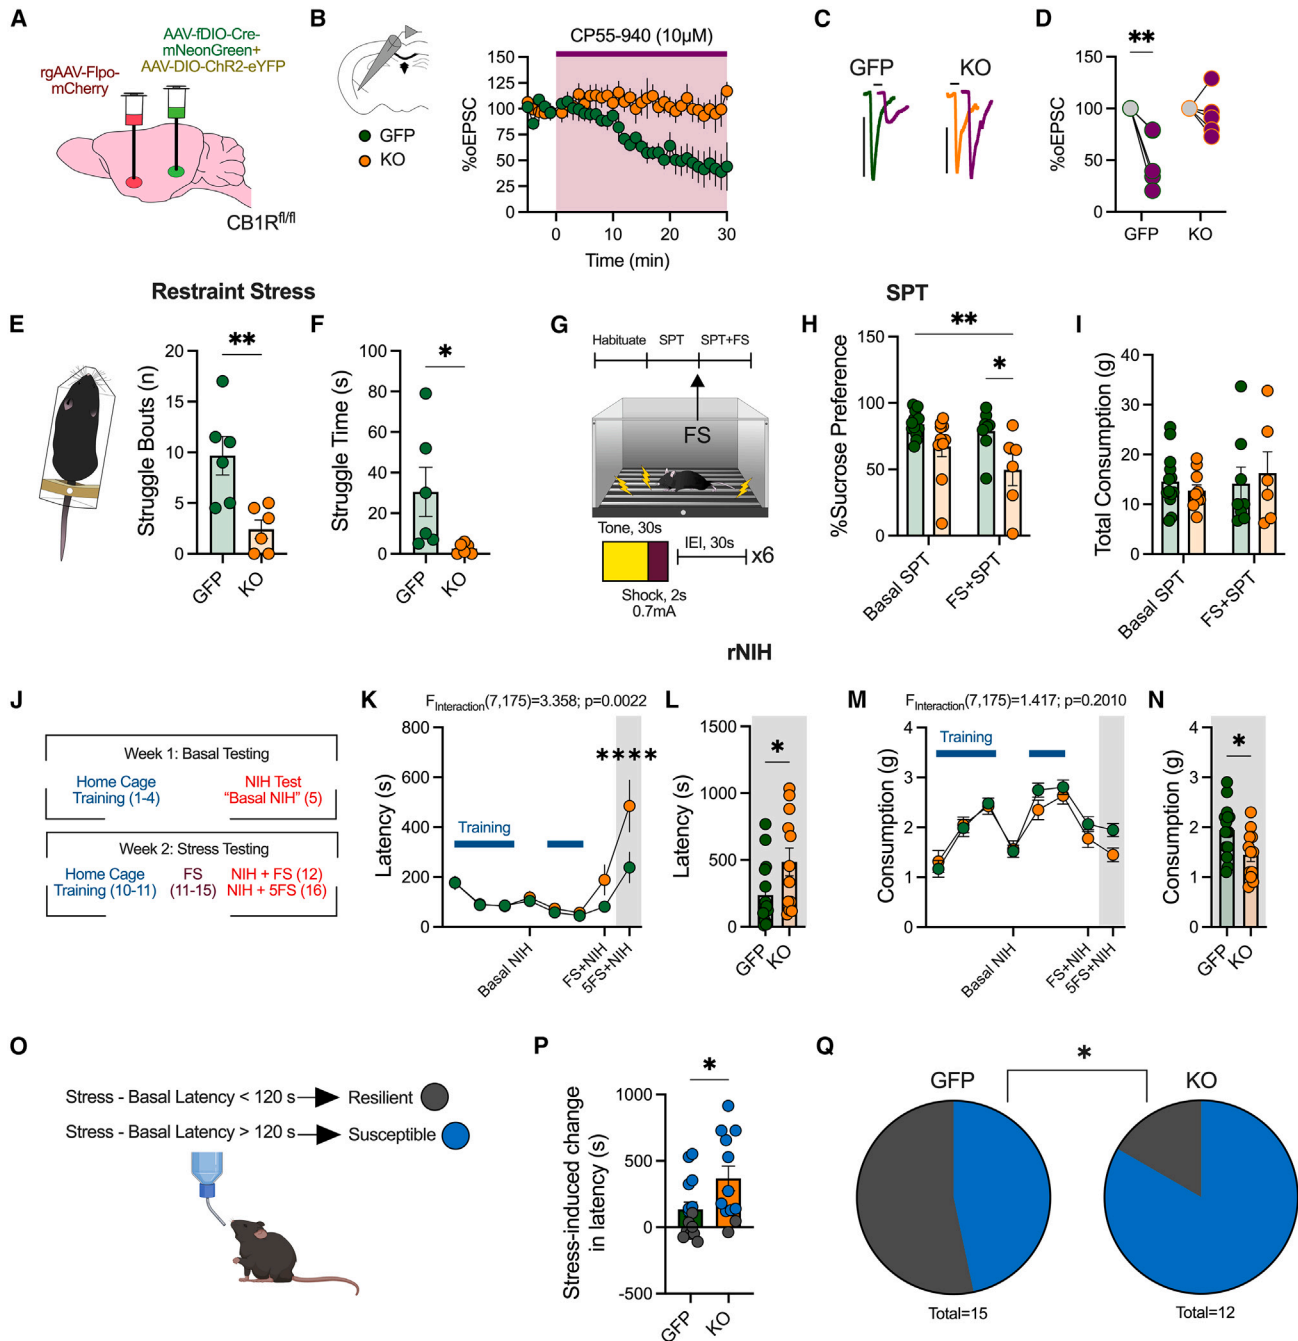 A
rgAAV-Flpo-
mCherry
AAV-fDIO-Cre-
mNeonGreen+
AAV-DIO-ChR2-eYFP
CB1Rfl/fl
B
GFP
KO
CP55-940 (10µM)
%oEPSC
150
125
100
75
50
25
0
0
10
20
30
Time (min)
C
GFP
KO
D
**
%oEPSC
150
100
50
0
GFP
KO
Restraint Stress
SPT
E
**
Struggle Bouts (n)
20
15
10
5
0
GFP
KO
F
*
Struggle Time (s)
100
80
60
40
20
0
GFP
KO
G
Habituate
SPT
SPT+FS
FS
Tone, 30s
IEI, 30s
x6
Shock, 2s
0.7mA
H
**
*
%Sucrose Preference
150
100
50
0
Basal SPT
FS+SPT
I
Total Consumption (g)
40
30
20
10
0
Basal SPT
FS+SPT
rNIH
J
Week 1: Basal Testing
Home Cage
Training (1-4)
NIH Test
“Basal NIH” (5)
Week 2: Stress Testing
Home Cage
Training (10-11)
FS
(11-15)
NIH + FS (12)
NIH + 5FS (16)
K
FInteraction(7,175)=3.358; p=0.0022
****
Training
Latency (s)
800
600
400
200
0
Basal NIH
FS+NIH
5FS+NIH
L
*
Latency (s)
1500
1000
500
0
GFP
KO
M
FInteraction(7,175)=1.417; p=0.2010
Training
Consumption (g)
4
3
2
1
0
Basal NIH
FS+NIH
5FS+NIH
N
*
Consumption (g)
4
3
2
1
0
GFP
KO
O
Stress - Basal Latency < 120 s
Resilient
Stress - Basal Latency > 120 s
Susceptible
P
*
Stress-induced change
in latency (s)
1000
500
0
-500
GFP
KO
Q
*
GFP
KO
Total=15
Total=12